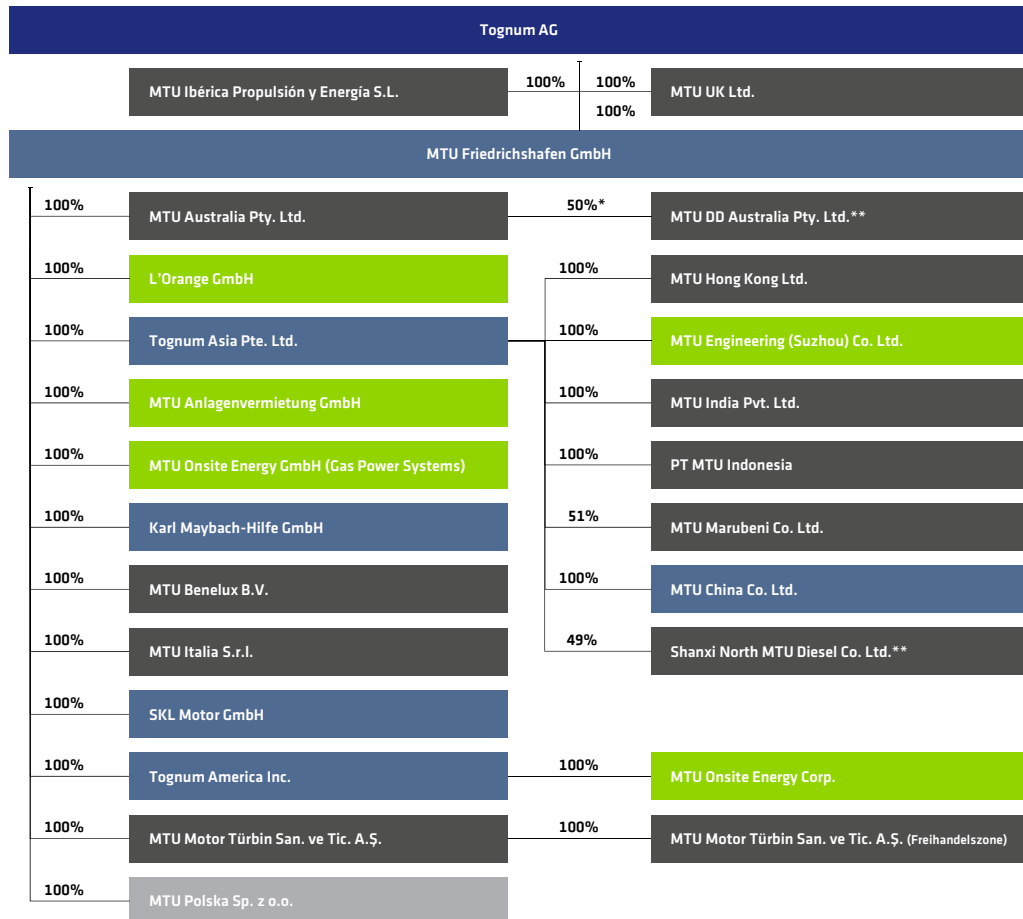 Tognum AG
MTU Ibérica Propulsión y Energía S.L.
100%
100%
MTU UK Ltd.
100%
MTU Friedrichshafen GmbH
100%
MTU Australia Pty. Ltd.
50%*
MTU DD Australia Pty. Ltd.**
100%
L'Orange GmbH
100%
MTU Hong Kong Ltd.
100%
Tognum Asia Pte. Ltd.
100%
MTU Engineering (Suzhou) Co. Ltd.
100%
MTU Anlagenvermietung GmbH
100%
MTU India Pvt. Ltd.
100%
MTU Onsite Energy GmbH (Gas Power Systems)
100%
PT MTU Indonesia
100%
Karl Maybach-Hilfe GmbH
51%
MTU Marubeni Co. Ltd.
100%
MTU Benelux B.V.
100%
MTU China Co. Ltd.
100%
MTU Italia S.r.l.
49%
Shanxi North MTU Diesel Co. Ltd.**
100%
SKL Motor GmbH
100%
Tognum America Inc.
100%
MTU Onsite Energy Corp.
100%
MTU Motor Türbin San. ve Tic. A.Ş.
100%
MTU Motor Türbin San. ve Tic. A.Ş. (Freihandelszone)
100%
MTU Polska Sp. z o.o.